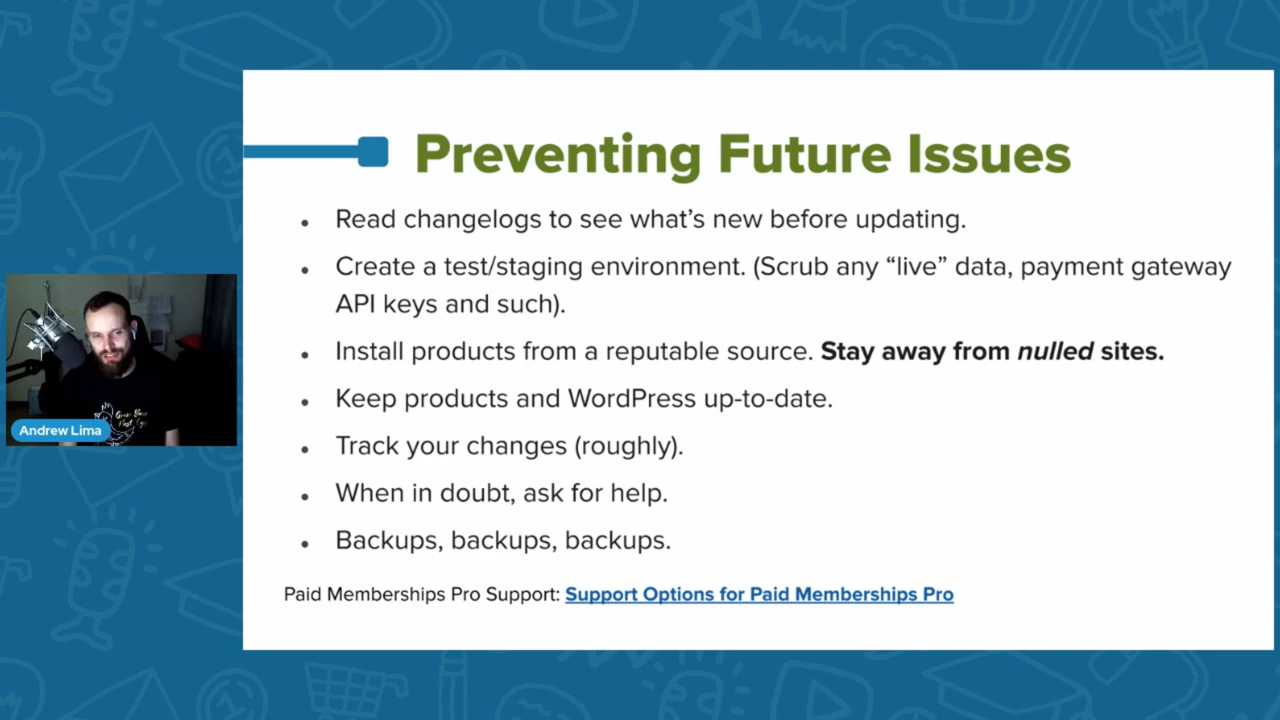 Preventing Future Issues
• Read changelogs to see what’s new before updating.
• Create a test/staging environment. (Scrub any “live” data, payment gateway
API keys and such).
• Install products from a reputable source. Stay away from nulled sites.
• Keep products and WordPress up-to-date.
• Track your changes (roughly).
• When in doubt, ask for help.
• Backups, backups, backups.
Paid Memberships Pro Support: Support Options for Paid Memberships Pro
Andrew Lima